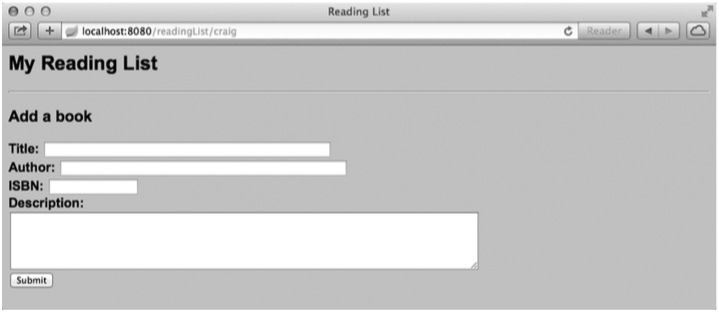 Reading List
localhost:8080/readingList/craig
Reader
My Reading List
Add a book
Title:
Author:
ISBN:
Description:
Submit